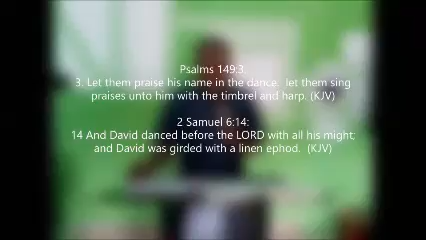 Psalms 149:3:
3. Let them praise his name in the dance: let them sing
praises unto him with the timbrel and harp. (KJV)
2 Samuel 6:14:
14 And David danced before the LORD with all his might;
and David was girded with a linen ephod. (KJV)